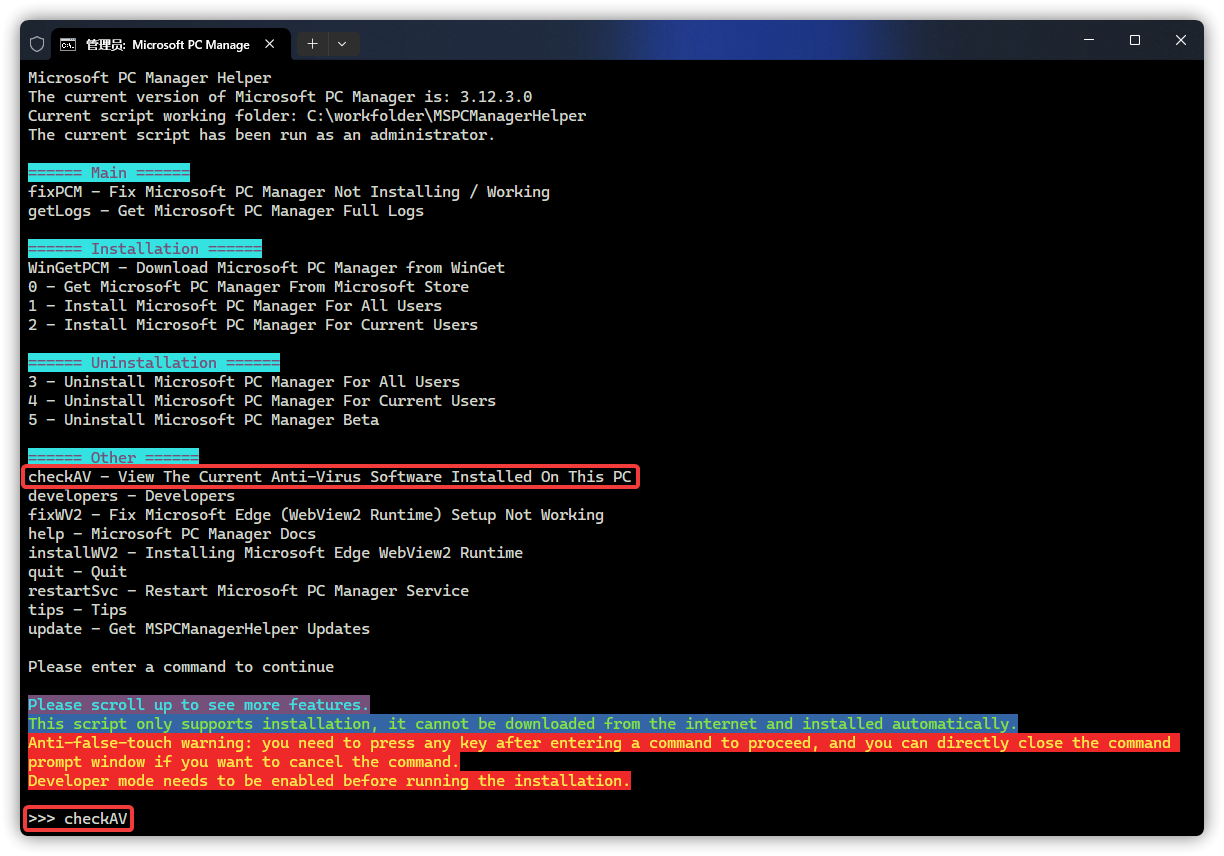 管理员: Microsoft PC Manage
Microsoft PC Manager Helper
The current version of Microsoft PC Manager is: 3.12.3.0
Current script working folder: C:\workfolder\MSPCManagerHelper
The current script has been run as an administrator.
====== Main ======
fixPCM - Fix Microsoft PC Manager Not Installing / Working
getLogs - Get Microsoft PC Manager Full Logs
====== Installation ======
WinGetPCM - Download Microsoft PC Manager from WinGet
0 - Get Microsoft PC Manager From Microsoft Store
1 - Install Microsoft PC Manager For All Users
2 - Install Microsoft PC Manager For Current Users
====== Uninstallation ======
3 - Uninstall Microsoft PC Manager For All Users
4 - Uninstall Microsoft PC Manager For Current Users
5 - Uninstall Microsoft PC Manager Beta
====== Other ======
checkAV - View The Current Anti-Virus Software Installed On This PC
developers - Developers
fixWV2 - Fix Microsoft Edge (WebView2 Runtime) Setup Not Working
help - Microsoft PC Manager Docs
installWV2 - Installing Microsoft Edge WebView2 Runtime
quit - Quit
restartSvc - Restart Microsoft PC Manager Service
tips - Tips
update - Get MSPCManagerHelper Updates
Please enter a command to continue
Please scroll up to see more features.
This script only supports installation, it cannot be downloaded from the internet and installed automatically.
Anti-false-touch warning: you need to press any key after entering a command to proceed, and you can directly close the command
prompt window if you want to cancel the command.
Developer mode needs to be enabled before running the installation.
>>> checkAV